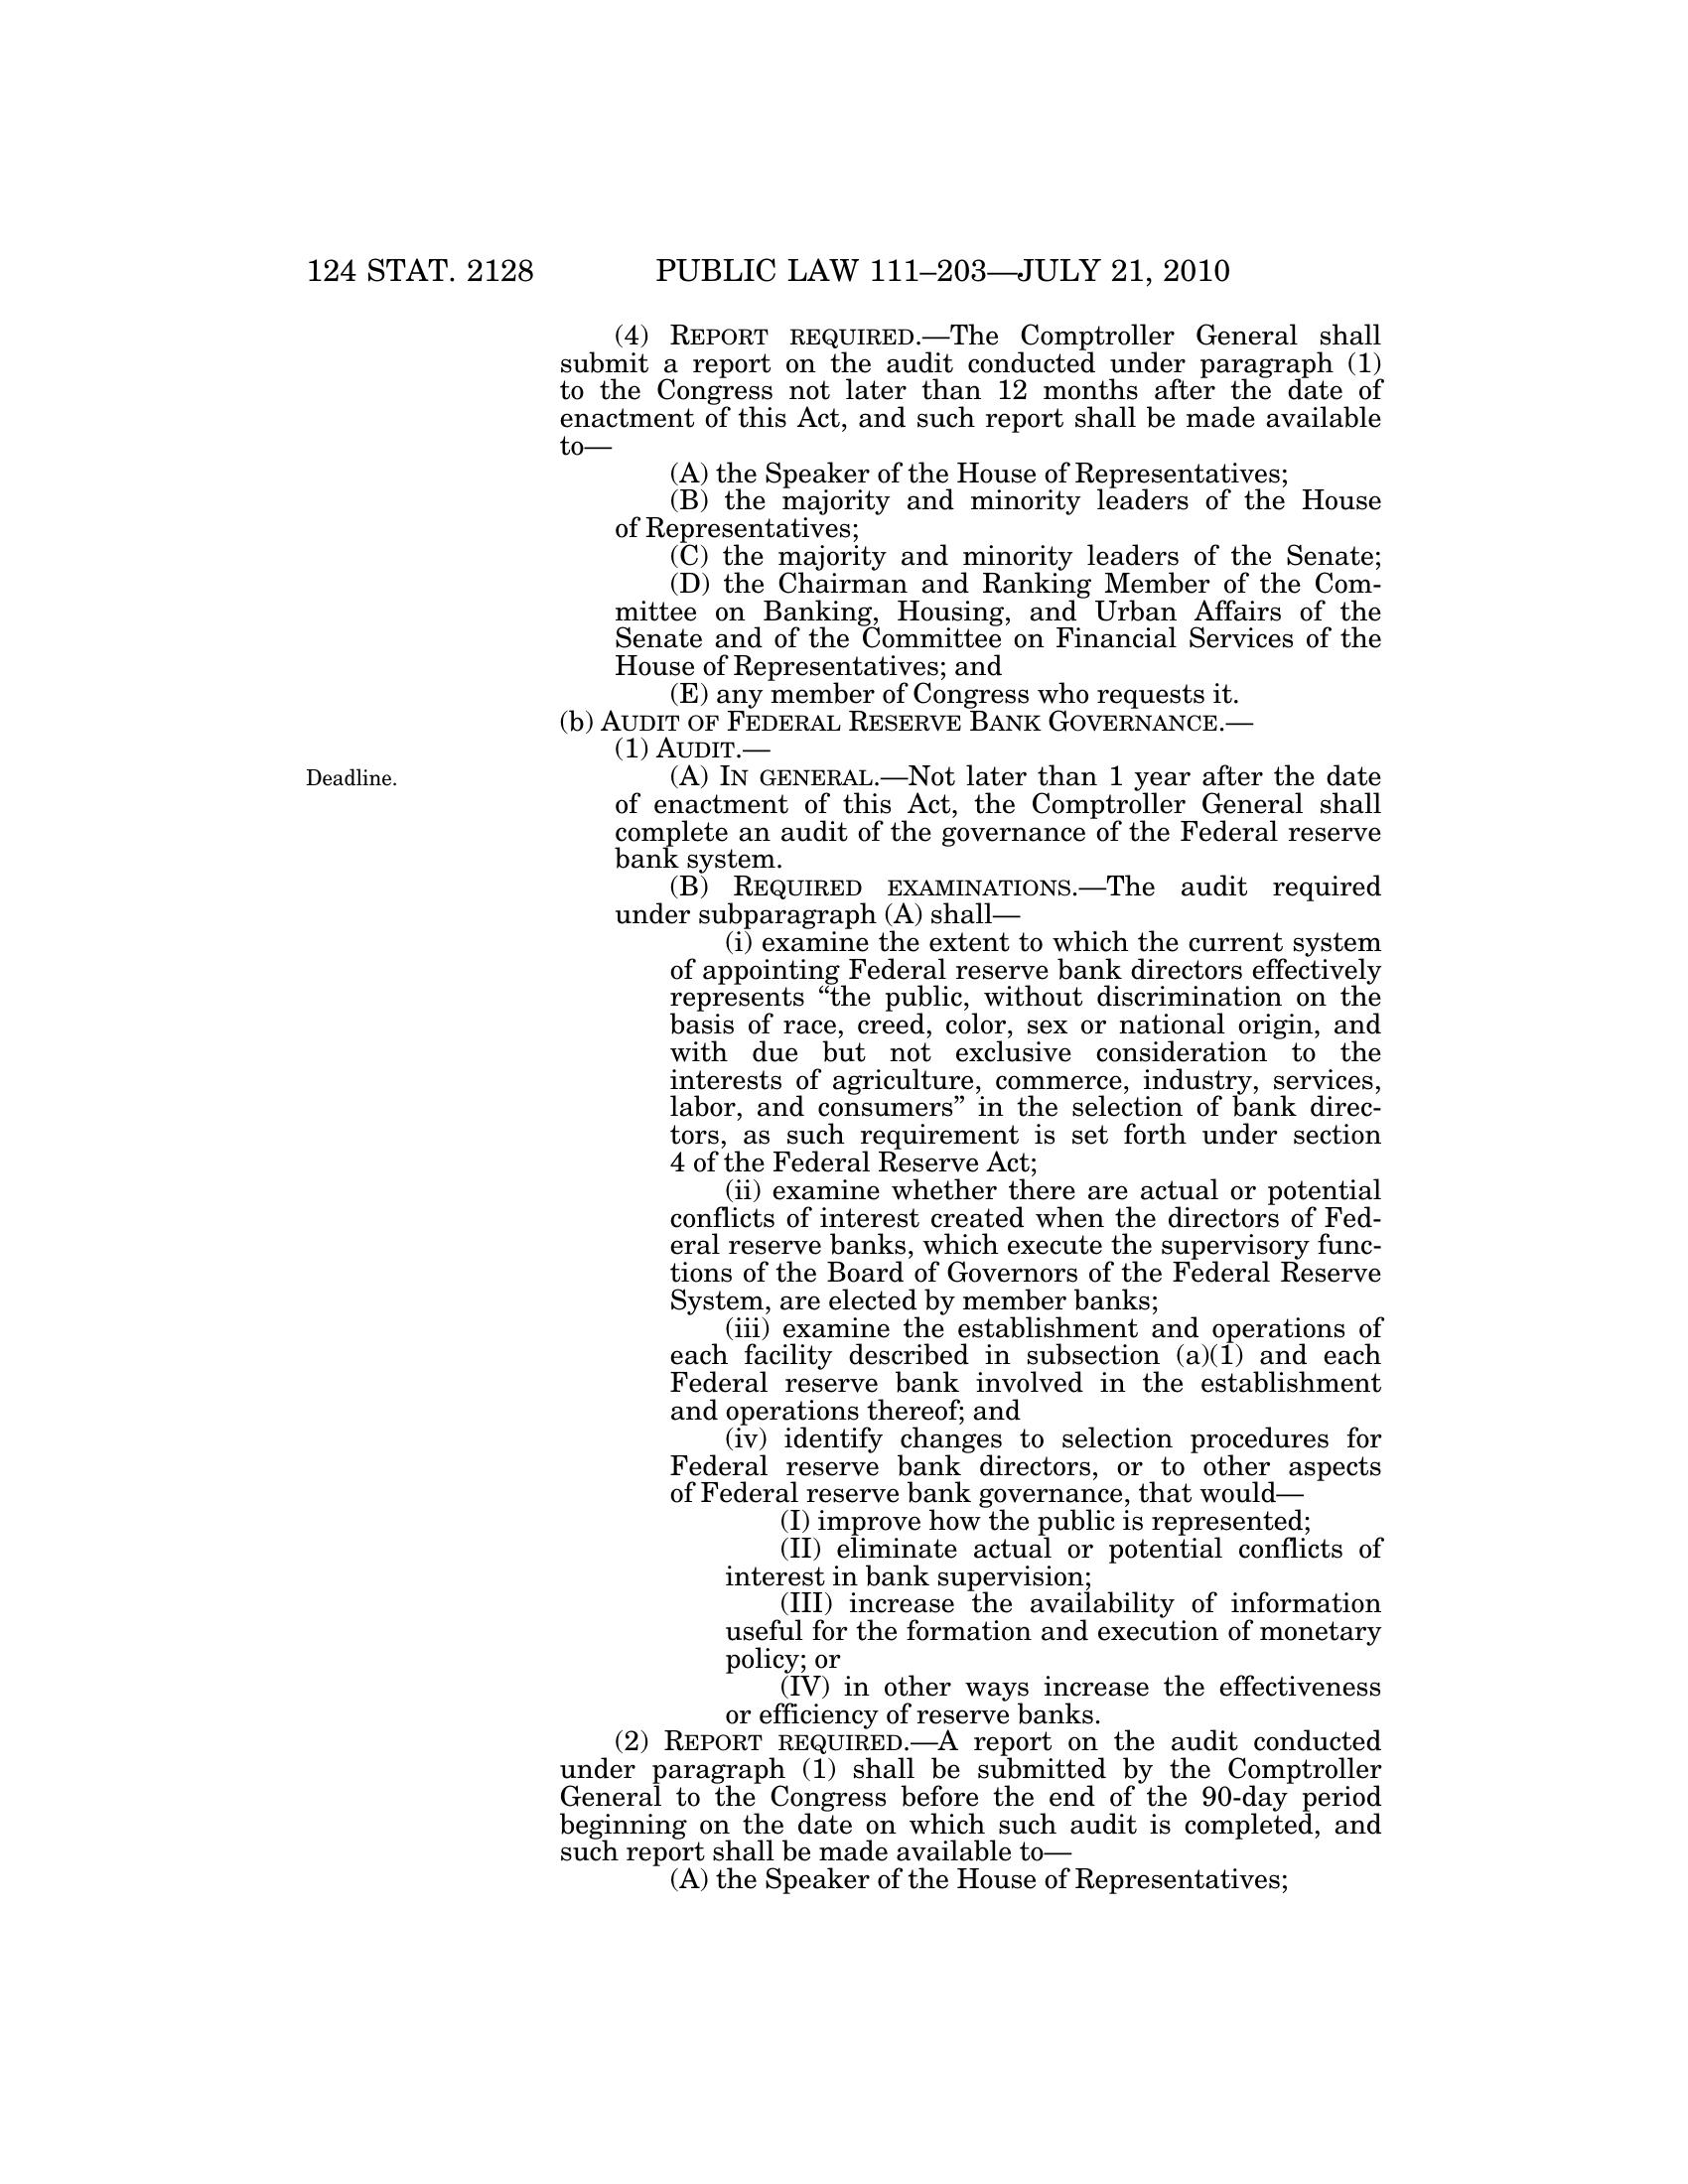 124 STAT. 2128 PUBLIC LAW 111–203—JULY 21, 2010
(4) REPORT REQUIRED.—The Comptroller General shall
submit a report on the audit conducted under paragraph (1)
to the Congress not later than 12 months after the date of
enactment of this Act, and such report shall be made available
to—
(A) the Speaker of the House of Representatives;
(B) the majority and minority leaders of the House
of Representatives;
(C) the majority and minority leaders of the Senate;
(D) the Chairman and Ranking Member of the Com-
mittee on Banking, Housing, and Urban Affairs of the
Senate and of the Committee on Financial Services of the
House of Representatives; and
(E) any member of Congress who requests it.
(b) AUDIT OF FEDERAL RESERVE BANK GOVERNANCE.—
(1) AUDIT.—
Deadline.
(A) IN GENERAL.—Not later than 1 year after the date
of enactment of this Act, the Comptroller General shall
complete an audit of the governance of the Federal reserve
bank system.
(B) REQUIRED EXAMINATIONS.—The audit required
under subparagraph (A) shall—
(i) examine the extent to which the current system
of appointing Federal reserve bank directors effectively
represents “the public, without discrimination on the
basis of race, creed, color, sex or national origin, and
with due but not exclusive consideration to the
interests of agriculture, commerce, industry, services,
labor, and consumers” in the selection of bank direc-
tors, as such requirement is set forth under section
4 of the Federal Reserve Act;
(ii) examine whether there are actual or potential
conflicts of interest created when the directors of Fed-
eral reserve banks, which execute the supervisory func-
tions of the Board of Governors of the Federal Reserve
System, are elected by member banks;
(iii) examine the establishment and operations of
each facility described in subsection (a)(1) and each
Federal reserve bank involved in the establishment
and operations thereof; and
(iv) identify changes to selection procedures for
Federal reserve bank directors, or to other aspects
of Federal reserve bank governance, that would—
(I) improve how the public is represented;
(II) eliminate actual or potential conflicts of
interest in bank supervision;
(III) increase the availability of information
useful for the formation and execution of monetary
policy; or
(IV) in other ways increase the effectiveness
or efficiency of reserve banks.
(2) REPORT REQUIRED.—A report on the audit conducted
under paragraph (1) shall be submitted by the Comptroller
General to the Congress before the end of the 90-day period
beginning on the date on which such audit is completed, and
such report shall be made available to—
(A) the Speaker of the House of Representatives;